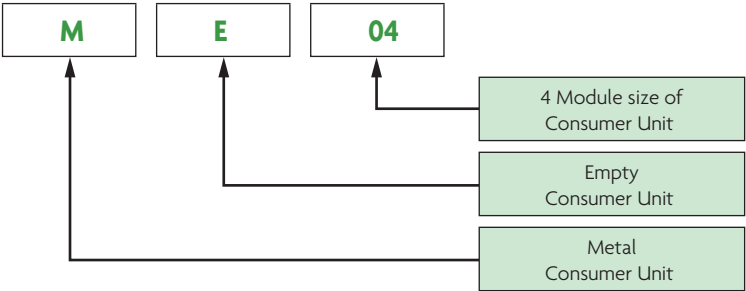 M E 04
4 Module size of
Consumer Unit
Empty
Consumer Unit
Metal
Consumer Unit